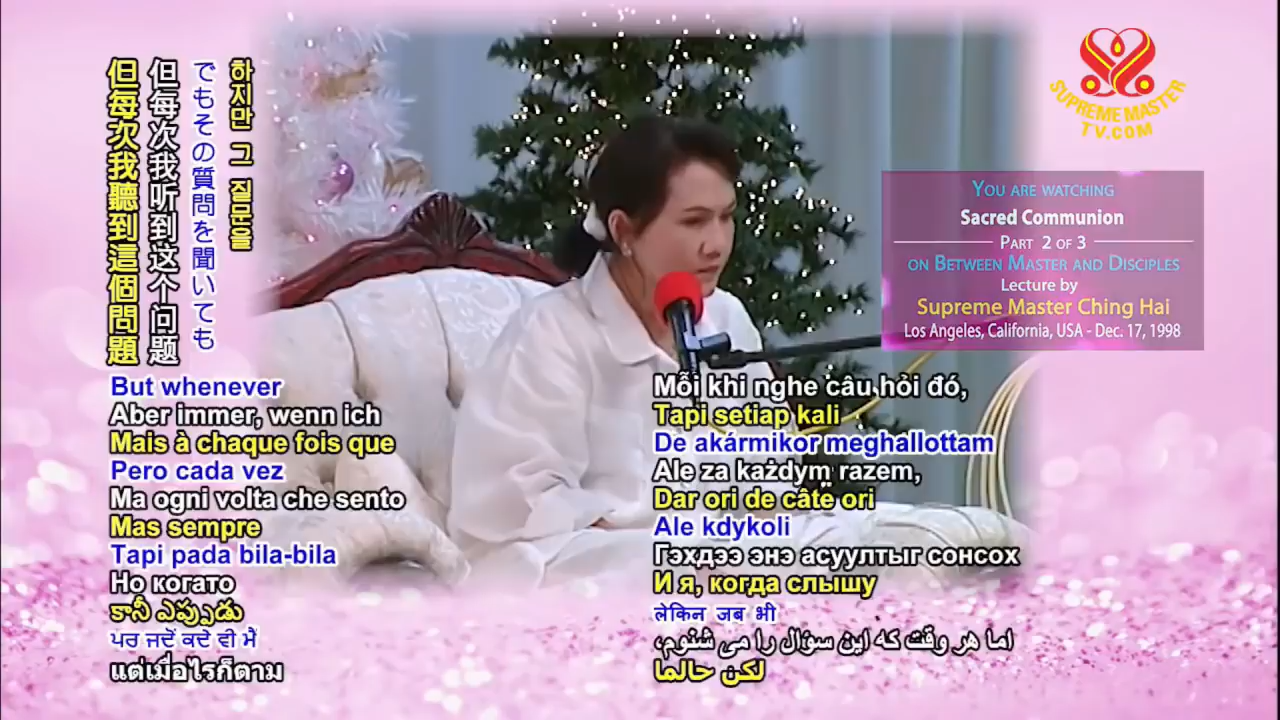 SUPREME MASTER
TV.COM
YOU ARE WATCHING
Sacred Communion
PART 2 OF 3
ON BETWEEN MASTER AND DISCIPLES
Lecture by
Supreme Master Ching Hai
Los Angeles, California, USA - Dec. 17, 1998
하지만 그 질문을
でもその質問を聞いても
但每次我听到这个问题
但每次我聽到這個問題
But whenever
Aber immer, wenn ich
Mais à chaque fois que
Pero cada vez
Ma ogni volta che sento
Mas sempre
Tapi pada bila-bila
Но когато
కానీ ఎప్పుడు
ਪਰ ਜਦੋਂ ਕਦੇ ਵੀ ਮੈਂ
แต่เมื่อไรก็ตาม
Mỗi khi nghe câu hỏi đó,
Tapi setiap kali
De akármikor meghallottam
Ale za każdym razem,
Dar ori de câte ori
Ale kdykoli
Гэхдээ энэ асуултыг сонсох
И я, когда слышу
लेकिन जब भी
اما هر وقت که این سؤال را می شنوم،
لكن حالما